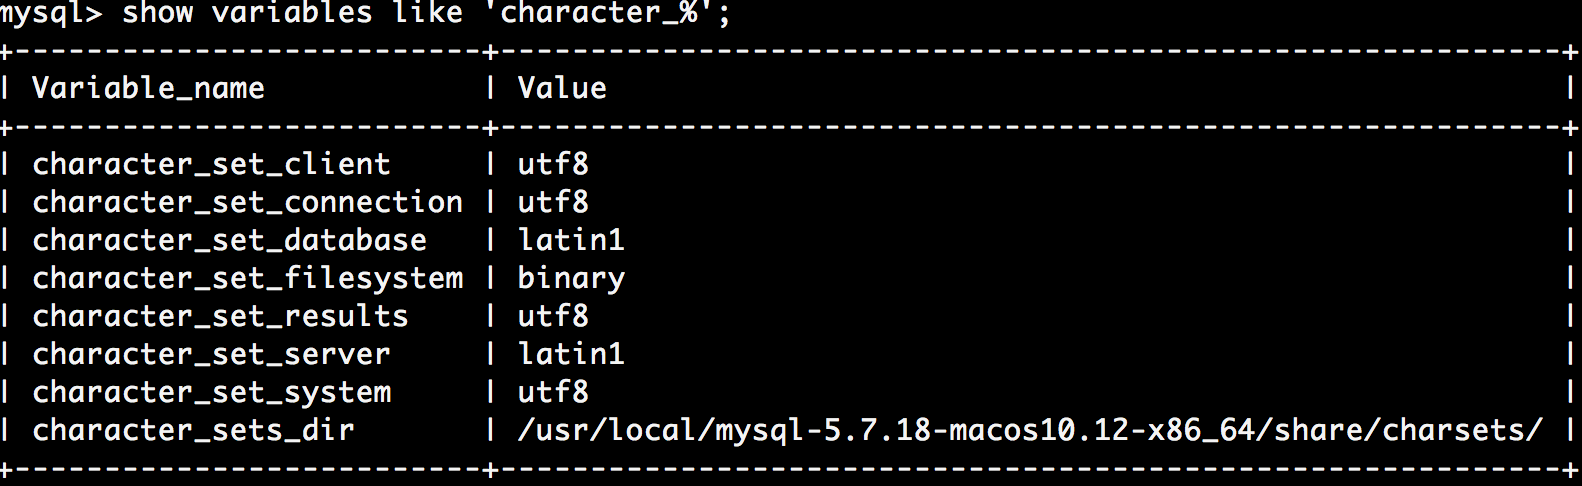 mysql> show variables like 'character_%';
+--------------------------+----------------------------------------------------------+
| Variable_name            | Value                                                    |
+--------------------------+----------------------------------------------------------+
| character_set_client     | utf8                                                     |
| character_set_connection | utf8                                                     |
| character_set_database   | latin1                                                   |
| character_set_filesystem | binary                                                   |
| character_set_results    | utf8                                                     |
| character_set_server     | latin1                                                   |
| character_set_system     | utf8                                                     |
| character_sets_dir       | /usr/local/mysql-5.7.18-macos10.12-x86_64/share/charsets/ |
+--------------------------+----------------------------------------------------------+